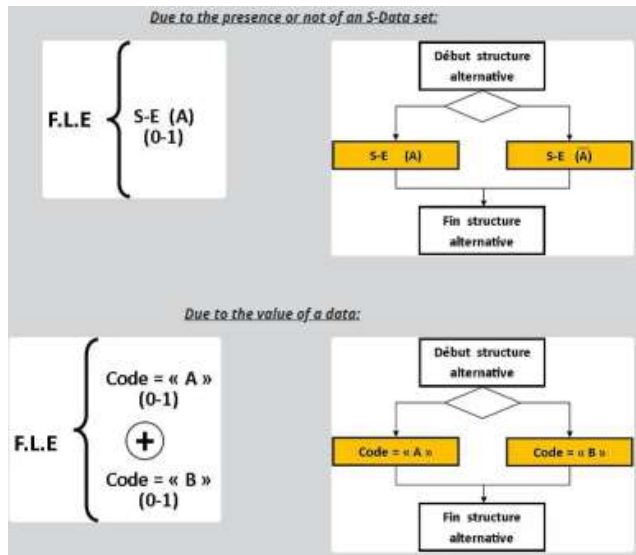 Due to the presence or not of an S-Data set:
F.L.E
S-E (A)
(0-1)
Début structure
alternative
S-E (A)
S-E (A̅)
Fin structure
alternative
Due to the value of a data:
F.L.E
Code = « A »
(0-1)
+
Code = « B »
(0-1)
Début structure
alternative
Code = « A »
Code = « B »
Fin structure
alternative